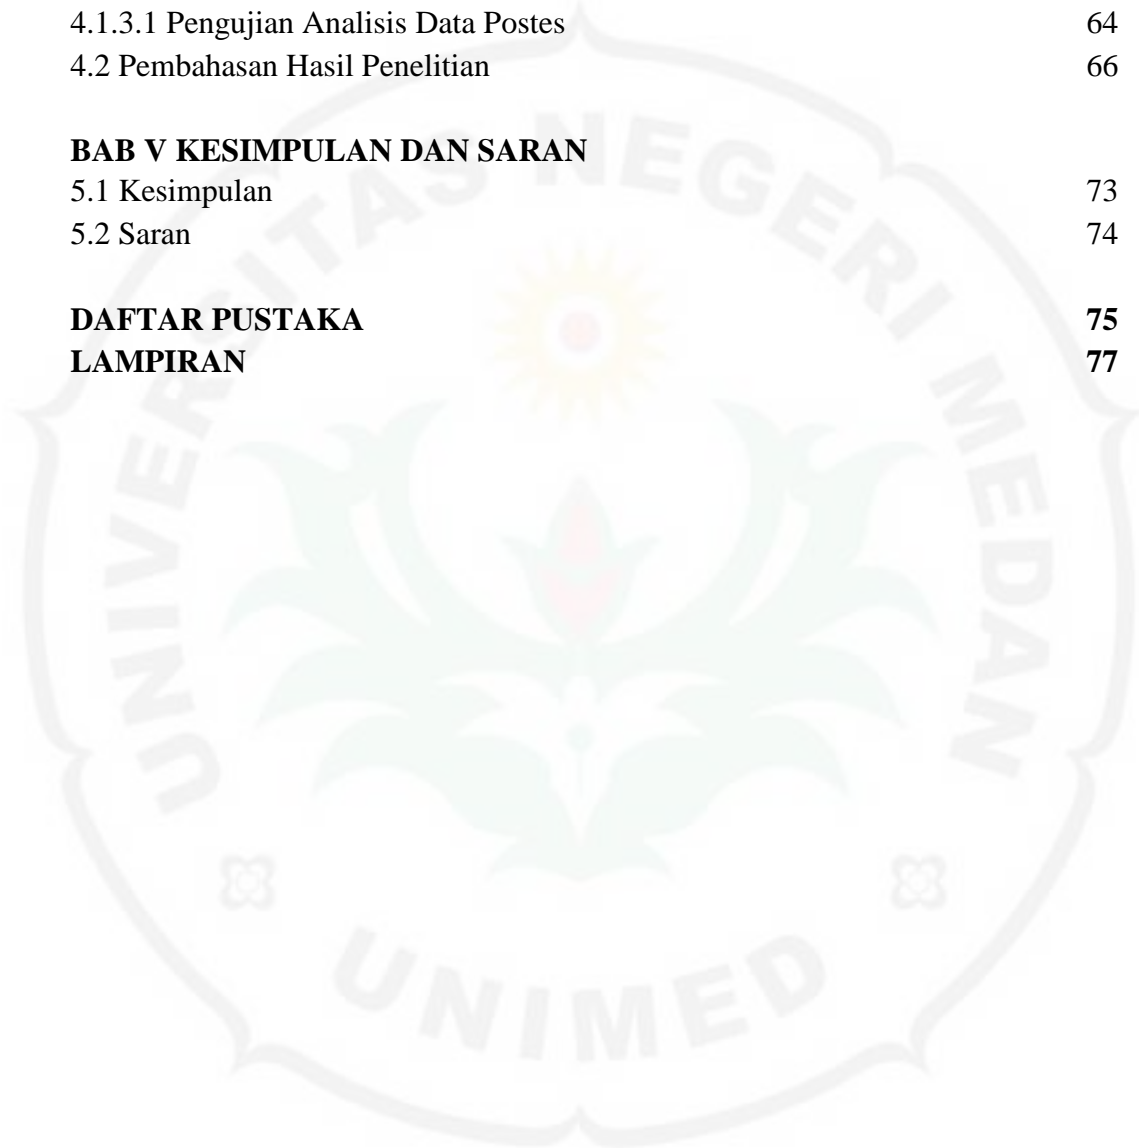 4.1.3.1 Pengujian Analisis Data Postes 64
4.2 Pembahasan Hasil Penelitian 66
BAB V KESIMPULAN DAN SARAN
5.1 Kesimpulan 73
5.2 Saran 74
DAFTAR PUSTAKA 75
LAMPIRAN 77
UNIVERSITAS NEGERI MEDAN
UNIMED